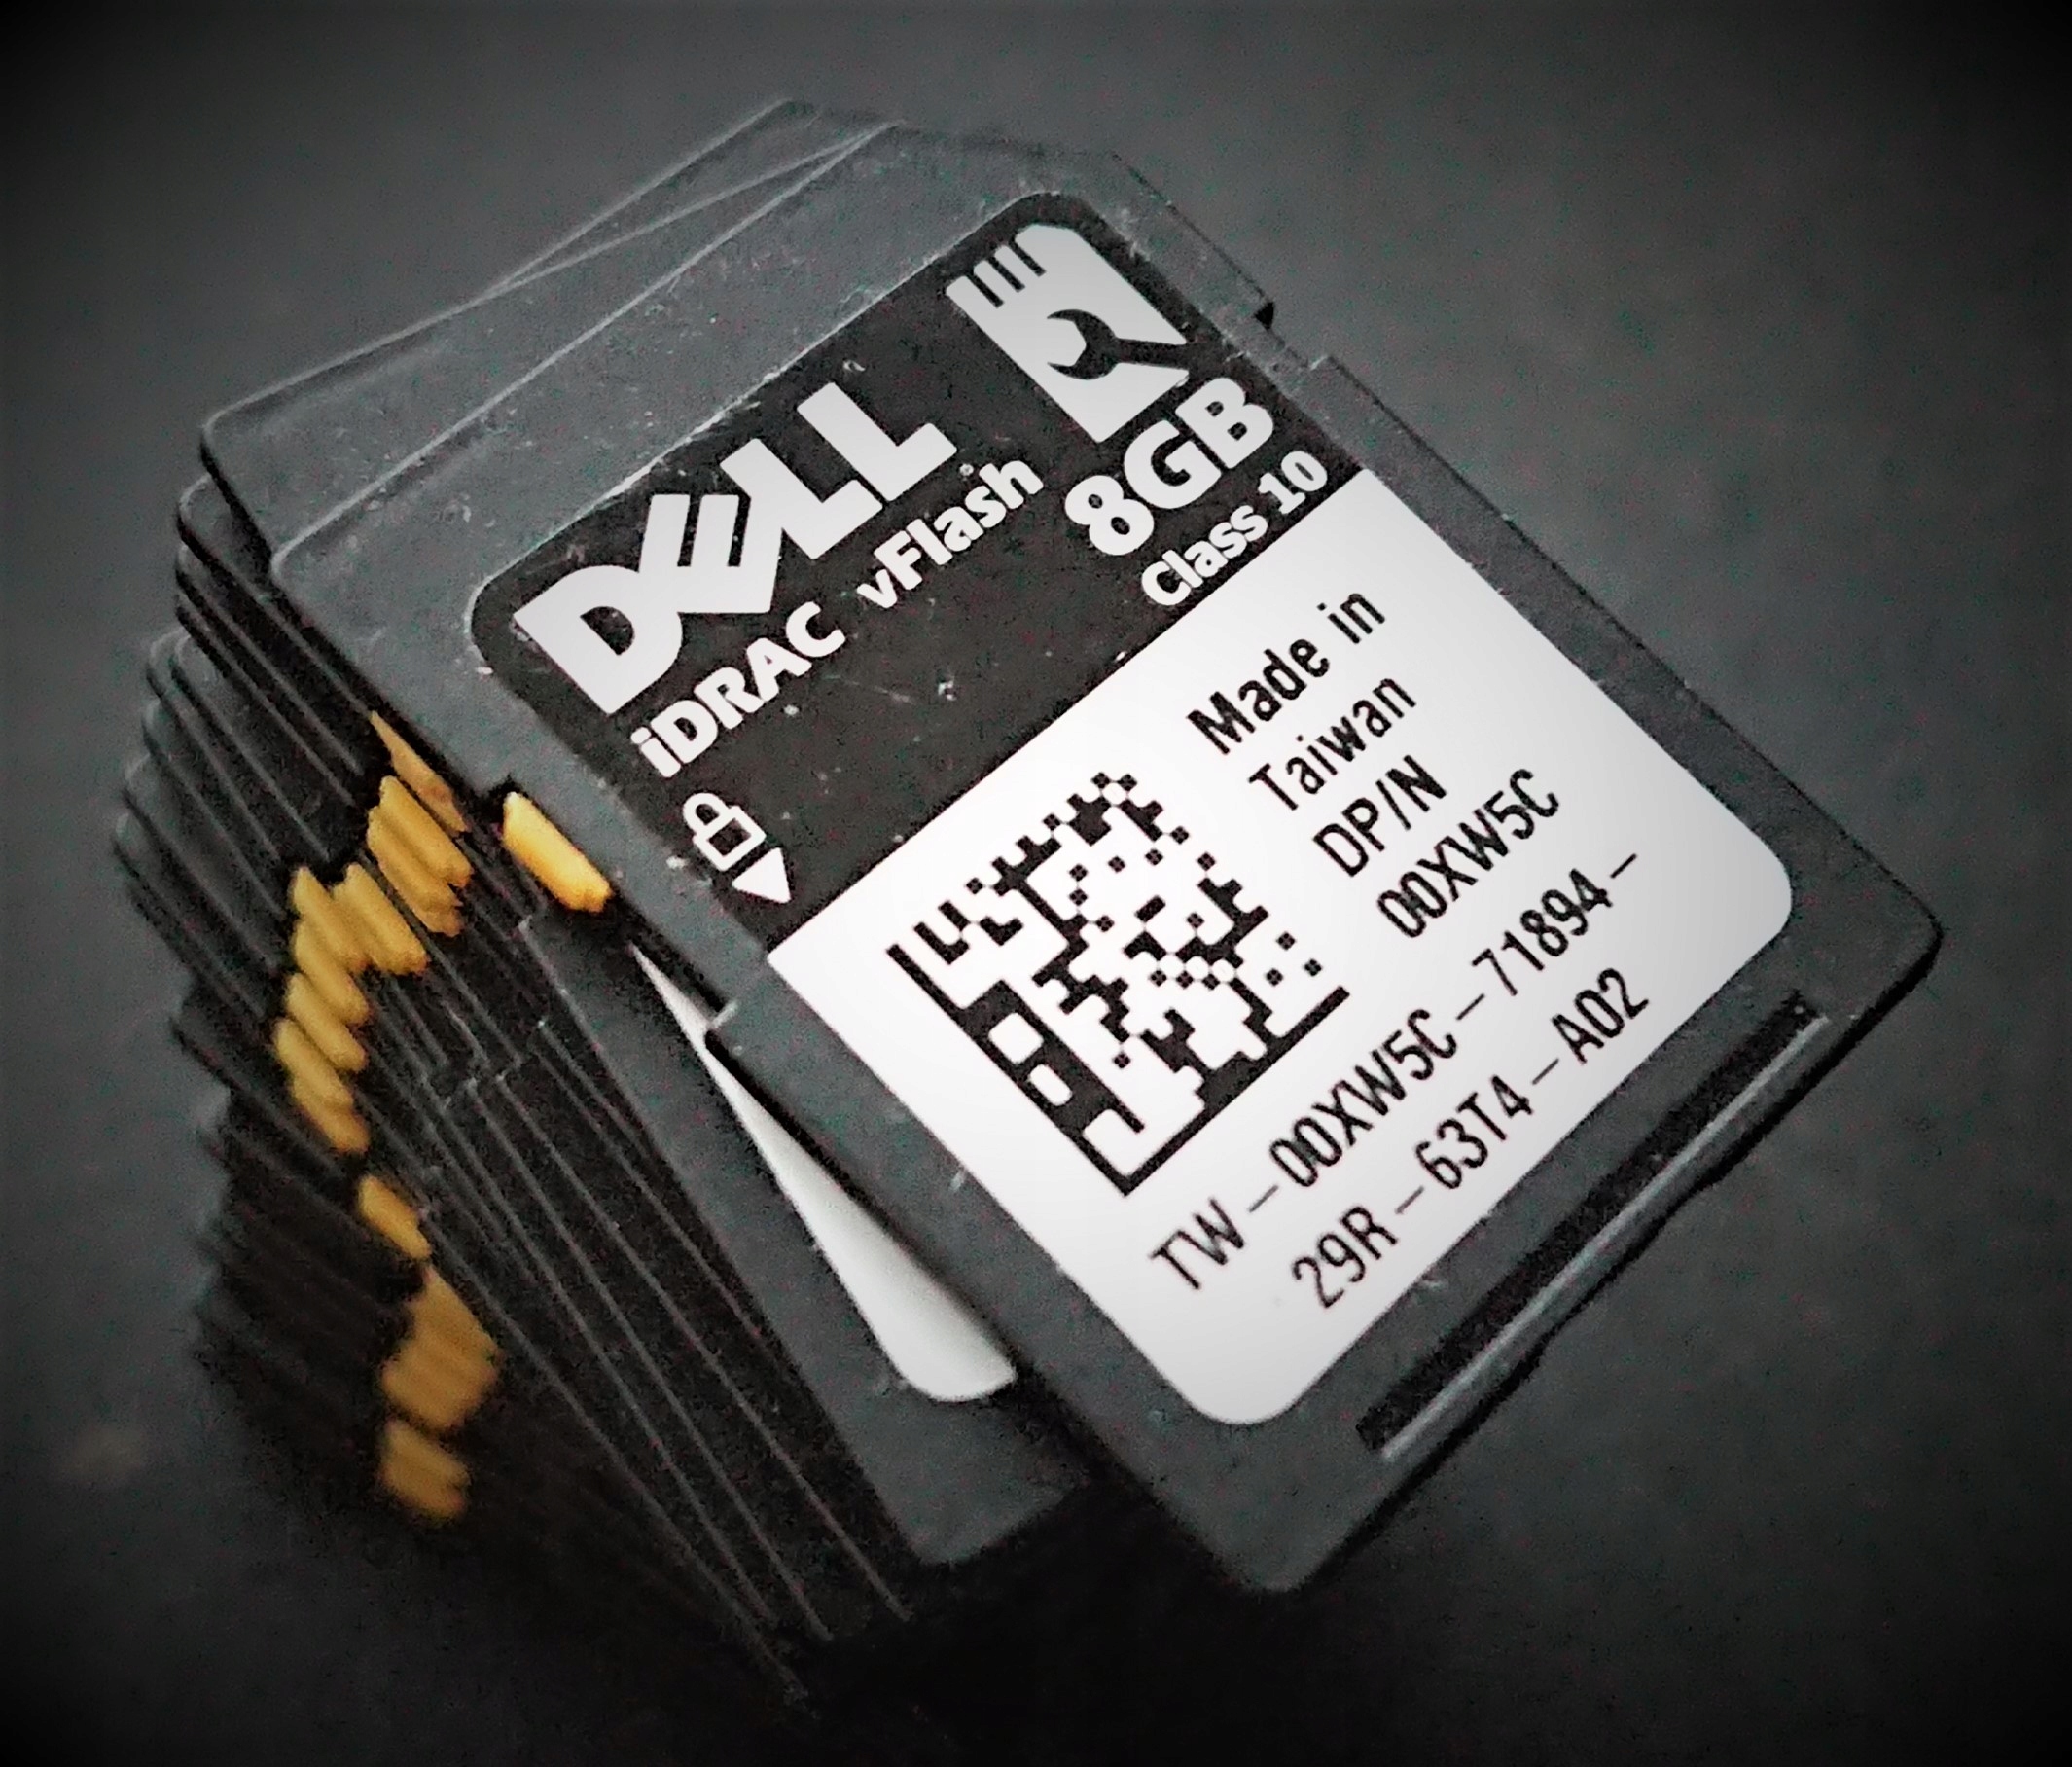 DELL
iDRAC vFlash
8GB
Class 10
Made in
Taiwan
DP/N
00XW5C
TW-00XW5C-71894-
29R-63T4-A02